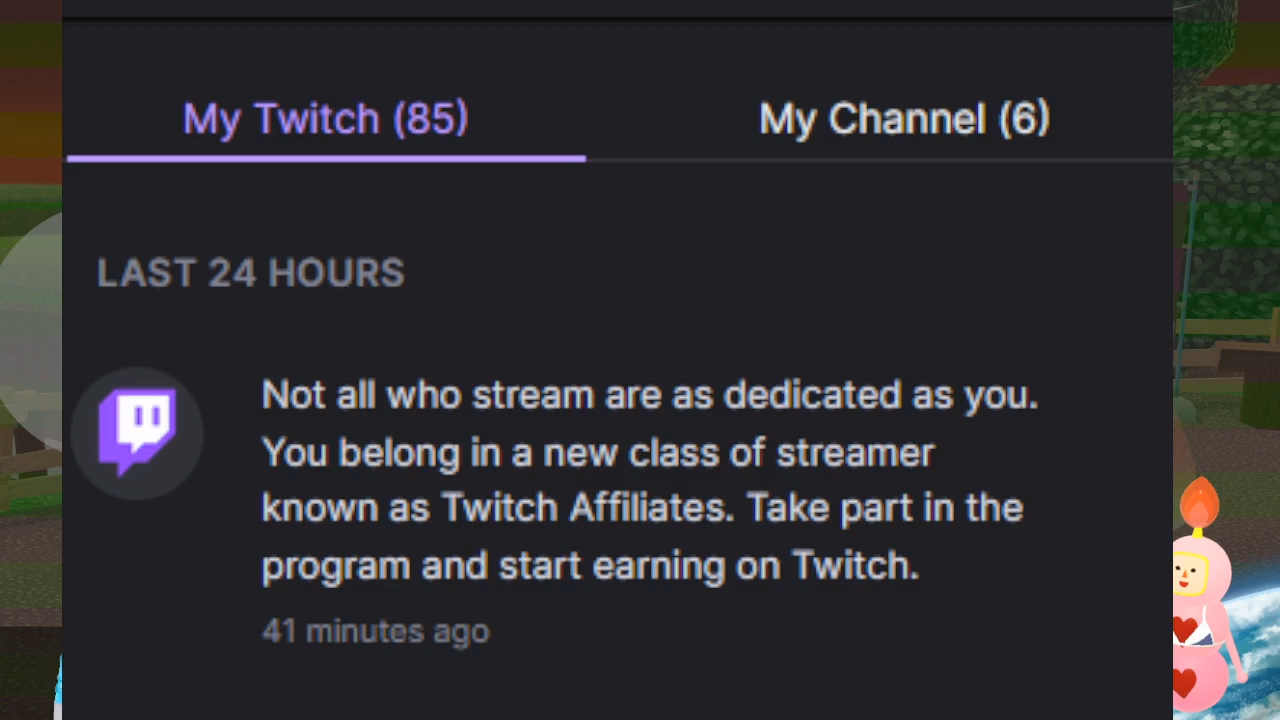 My Twitch (85)
My Channel (6)
LAST 24 HOURS
Not all who stream are as dedicated as you.
You belong in a new class of streamer
known as Twitch Affiliates. Take part in the
program and start earning on Twitch.
41 minutes ago